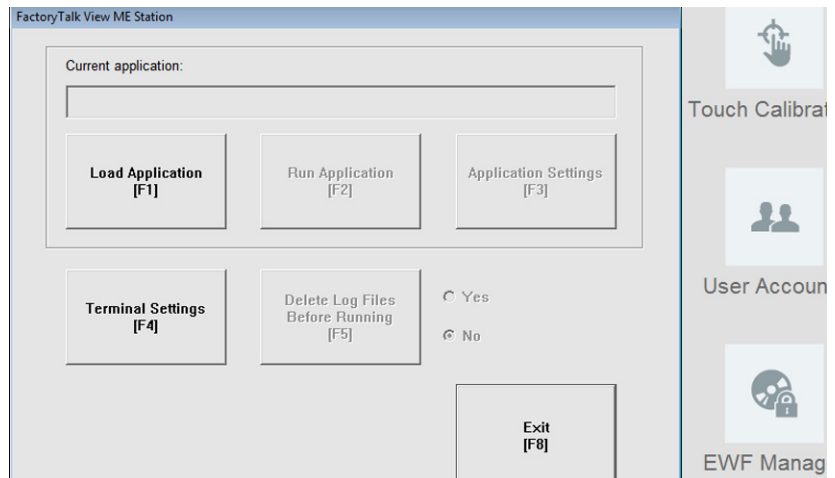 FactoryTalk View ME Station
Current application:
Touch Calibrat
Load Application
[F1]
Run Application
[F2]
Application Settings
[F3]
User Accoun
Terminal Settings
[F4]
Delete Log Files
Before Running
[F5]
Yes
No
Exit
[F8]
EWF Manag